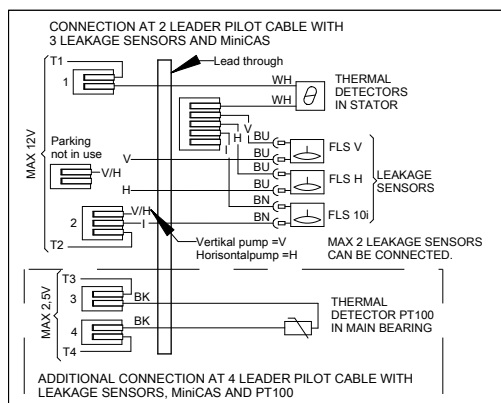 CONNECTION AT 2 LEADER PILOT CABLE WITH
3 LEAKAGE SENSORS AND MiniCAS
T1
Lead through
1
WH
THERMAL
DETECTORS
IN STATOR
WH
MAX 12V
Parking
not in use
V
H
I
BU
FLS V
V/H
V
BU
BU
FLS H
LEAKAGE
SENSORS
H
BU
BN
V/H
2
I
BN
FLS 10i
T2
Vertikal pump =V
Horisontalpump =H
MAX 2 LEAKAGE SENSORS
CAN BE CONNECTED.
T3
MAX 2,5V
3
BK
THERMAL
DETECTOR PT100
IN MAIN BEARING
4
BK
T4
ADDITIONAL CONNECTION AT 4 LEADER PILOT CABLE WITH
LEAKAGE SENSORS, MiniCAS AND PT100